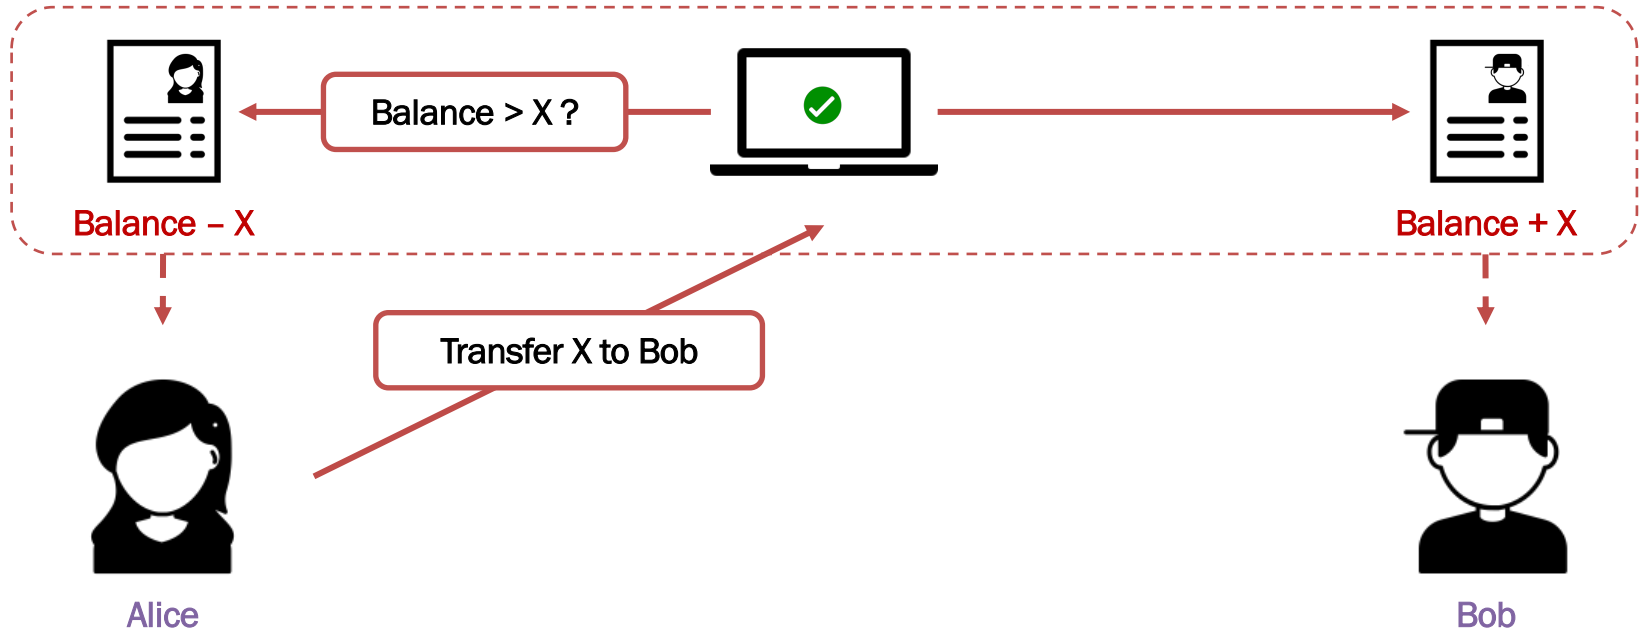 Balance > X ?
Balance – X
Balance + X
Transfer X to Bob
Alice
Bob